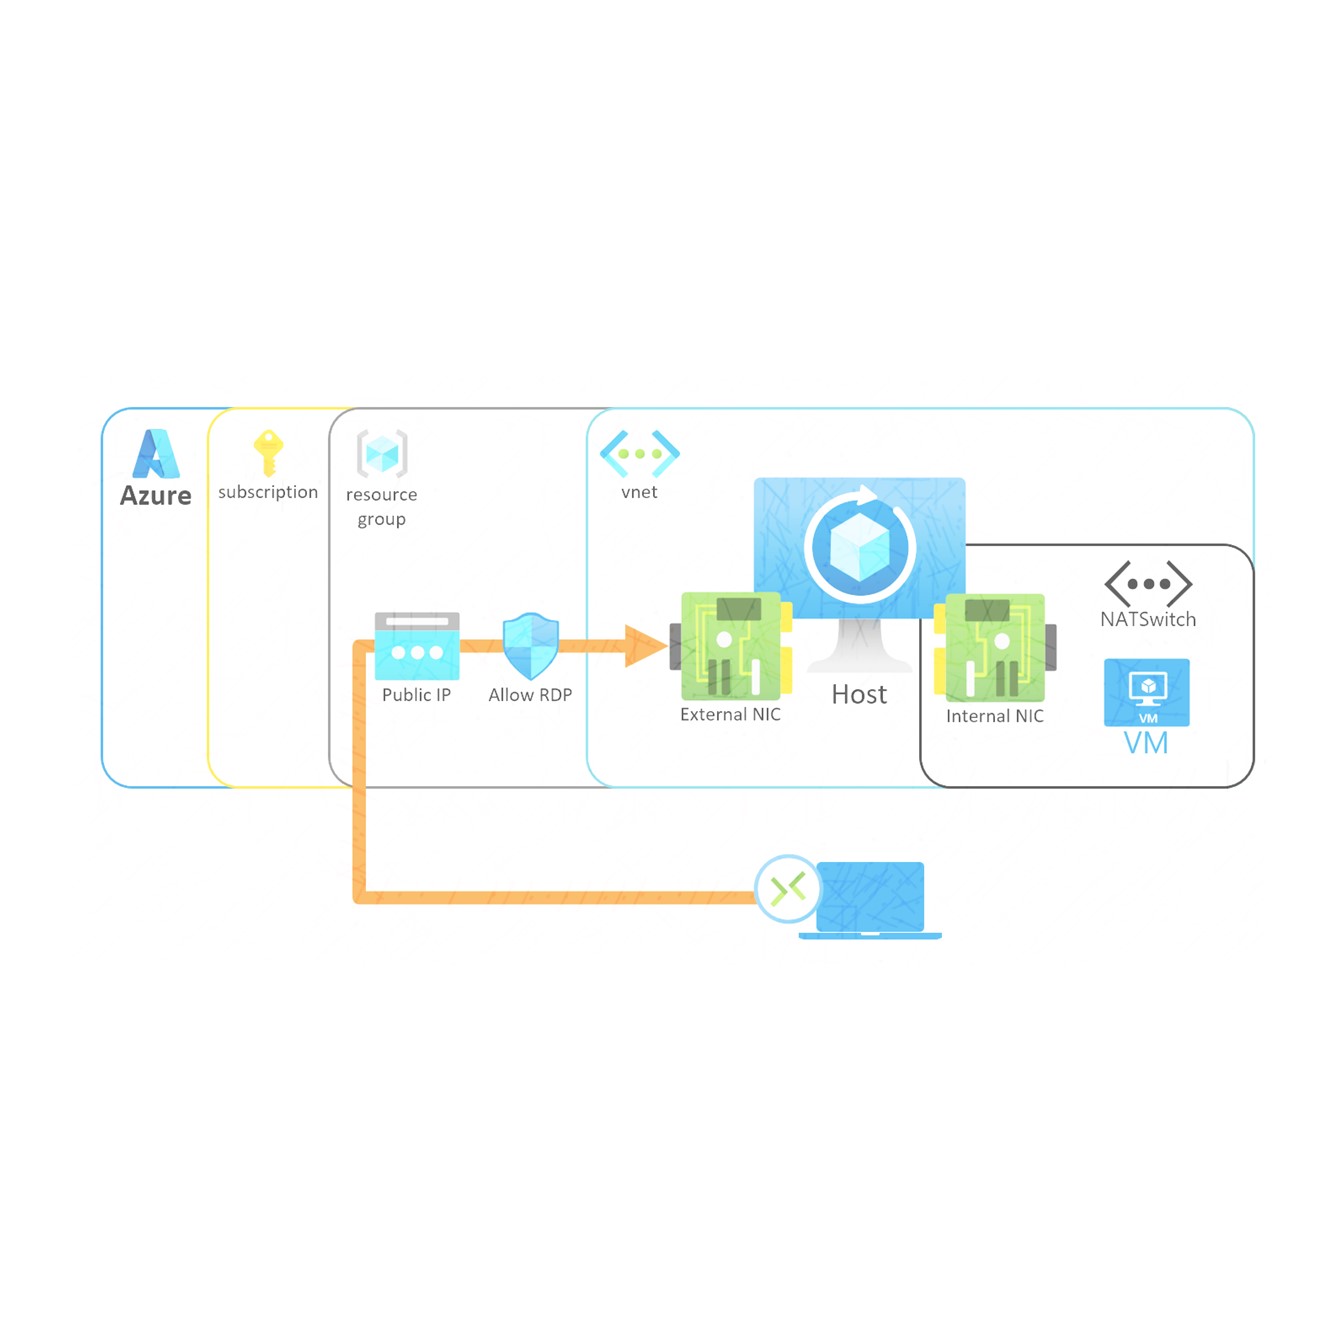 Azure
subscription
resource
group
vnet
NATSwitch
Public IP
Allow RDP
External NIC
Host
Internal NIC
VM
VM